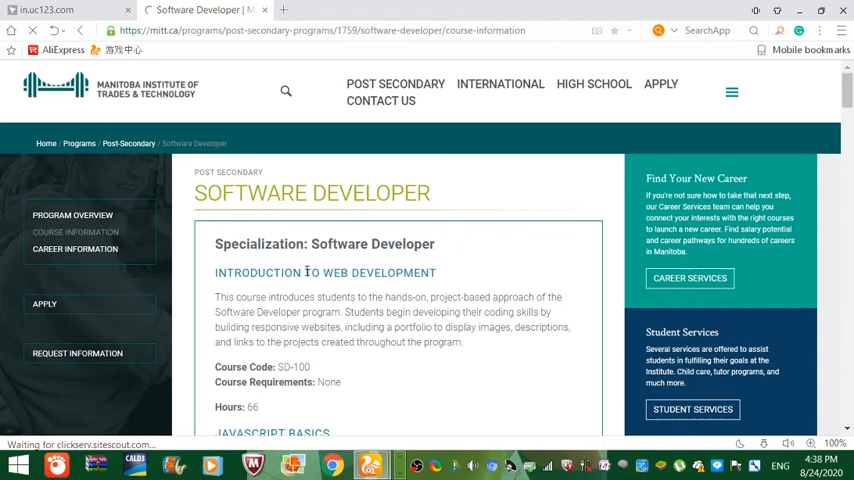 in.uc123.com
Software Developer | M
https://mitt.ca/programs/post-secondary-programs/1759/software-developer/course-information
SearchApp
AliExpress
游戏中心
Mobile bookmarks
MANITOBA INSTITUTE OF
TRADES & TECHNOLOGY
POST SECONDARY INTERNATIONAL HIGH SCHOOL APPLY
CONTACT US
Home / Programs / Post-Secondary / Software Developer
PROGRAM OVERVIEW
COURSE INFORMATION
CAREER INFORMATION
APPLY
REQUEST INFORMATION
POST SECONDARY
SOFTWARE DEVELOPER
Specialization: Software Developer
INTRODUCTION TO WEB DEVELOPMENT
This course introduces students to the hands-on, project-based approach of the
Software Developer program. Students begin developing their coding skills by
building responsive websites, including a portfolio to display images, descriptions,
and links to the projects created throughout the program.
Course Code: SD-100
Course Requirements: None
Hours: 66
JAVASCRIPT BASICS
Find Your New Career
If you're not sure how to take that next step,
our Career Services team can help you
connect your interests with the right courses
to launch a new career. Find salary potential
and career pathways for hundreds of careers
in Manitoba.
CAREER SERVICES
Student Services
Several services are offered to assist
students in fulfilling their goals at the
Institute. Child care, tutor programs, and
much more.
STUDENT SERVICES
Waiting for clickserv.sitescout.com...
100%
CALD3
ENG
4:38 PM
8/24/2020